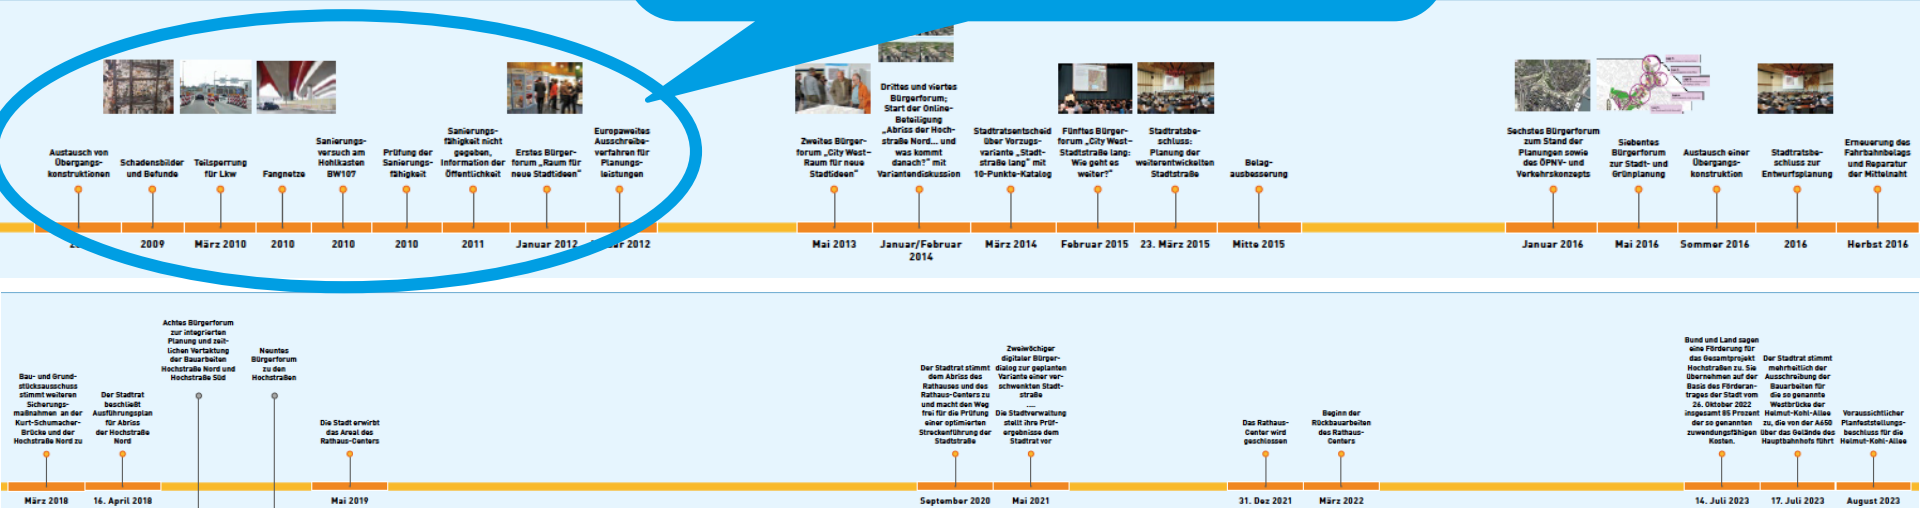 Austausch von
Übergangs-
konstruktionen
Schadensbilder
und Befunde
2009
Teilsperrung
für Lkw
März 2010
Fangnetze
2010
Sanierungs-
versuch am
Hohlkasten
BW107
2010
Prüfung der
Sanierungs-
fähigkeit
2010
Sanierungs-
fähigkeit nicht
gegeben,
Information der
Öffentlichkeit
2011
Erstes Bürger-
forum „Raum für
neue Stadtideen“
Januar 2012
Europaweites
Ausschreibe-
verfahren für
Planungs-
leistungen
2012
Zweites Bürger-
forum „City West–
Raum für neue
Stadtideen“
Mai 2013
Drittes und viertes
Bürgerforum;
Start der Online-
Beteiligung
„Abriss der Hoch-
straße Nord... und
was kommt
danach?“ mit
Variantendiskussion
Januar/Februar
2014
Stadtratsentscheid
über Vorzugs-
variante „Stadt-
straße lang“ mit
10-Punkte-Katalog
März 2014
Fünftes Bürger-
forum „City West–
Stadtstraße lang:
Wie geht es
weiter?“
Februar 2015
Stadtratsbe-
schluss:
Planung der
weiterentwickelten
Stadtstraße
23. März 2015
Belag-
ausbesserung
Mitte 2015
Sechstes Bürgerforum
zum Stand der
Planungen sowie
des ÖPNV- und
Verkehrskonzepts
Januar 2016
Siebentes
Bürgerforum
zur Stadt- und
Grünplanung
Mai 2016
Austausch einer
Übergangs-
konstruktion
Sommer 2016
Stadtratsbe-
schluss zur
Entwurfsplanung
2016
Erneuerung des
Fahrbahnbelags
und Reparatur
der Mittelnaht
Herbst 2016
Bau- und Grund-
stücksausschuss
stimmt weiteren
Sicherungs-
maßnahmen an der
Kurt-Schumacher-
Brücke und der
Hochstraße Nord zu
März 2018
Der Stadtrat
beschließt
Ausführungsplan
für Abriss
der Hochstraße
Nord
16. April 2018
Achtes Bürgerforum
zur integrierten
Planung und zeit-
lichen Vertaktung
der Bauarbeiten
Hochstraße Nord und
Hochstraße Süd
Neuntes
Bürgerforum
zu den
Hochstraßen
Die Stadt erwirbt
das Areal des
Rathaus-Centers
Mai 2019
Der Stadtrat stimmt
dem Abriss des
Rathauses und des
Rathaus-Centers zu
und macht den Weg
frei für die Prüfung
einer optimierten
Streckenführung der
Stadtstraße
September 2020
Zweiwöchiger
digitaler Bürger-
dialog zur geplanten
Variante einer ver-
schwenkten Stadt-
straße
....
Die Stadtverwaltung
stellt ihre Prüf-
ergebnisse dem
Stadtrat vor
Mai 2021
Das Rathaus-
Center wird
geschlossen
31. Dez 2021
Beginn der
Rückbauarbeiten
des Rathaus-
Centers
März 2022
Bund und Land sagen
eine Förderung für
das Gesamtprojekt
Hochstraßen zu. Sie
übernehmen auf der
Basis des Förderan-
trages der Stadt vom
26. Oktober 2022
insgesamt 85 Prozent
der so genannten
zuwendungsfähigen
Kosten.
14. Juli 2023
Der Stadtrat stimmt
mehrheitlich der
Ausschreibung der
Bauarbeiten für
die so genannte
Westbrücke der
Helmut-Kohl-Allee
zu, die von der A650
über das Gelände des
Hauptbahnhofs führt
17. Juli 2023
Voraussichtlicher
Planfeststellungs-
beschluss für die
Helmut-Kohl-Allee
August 2023